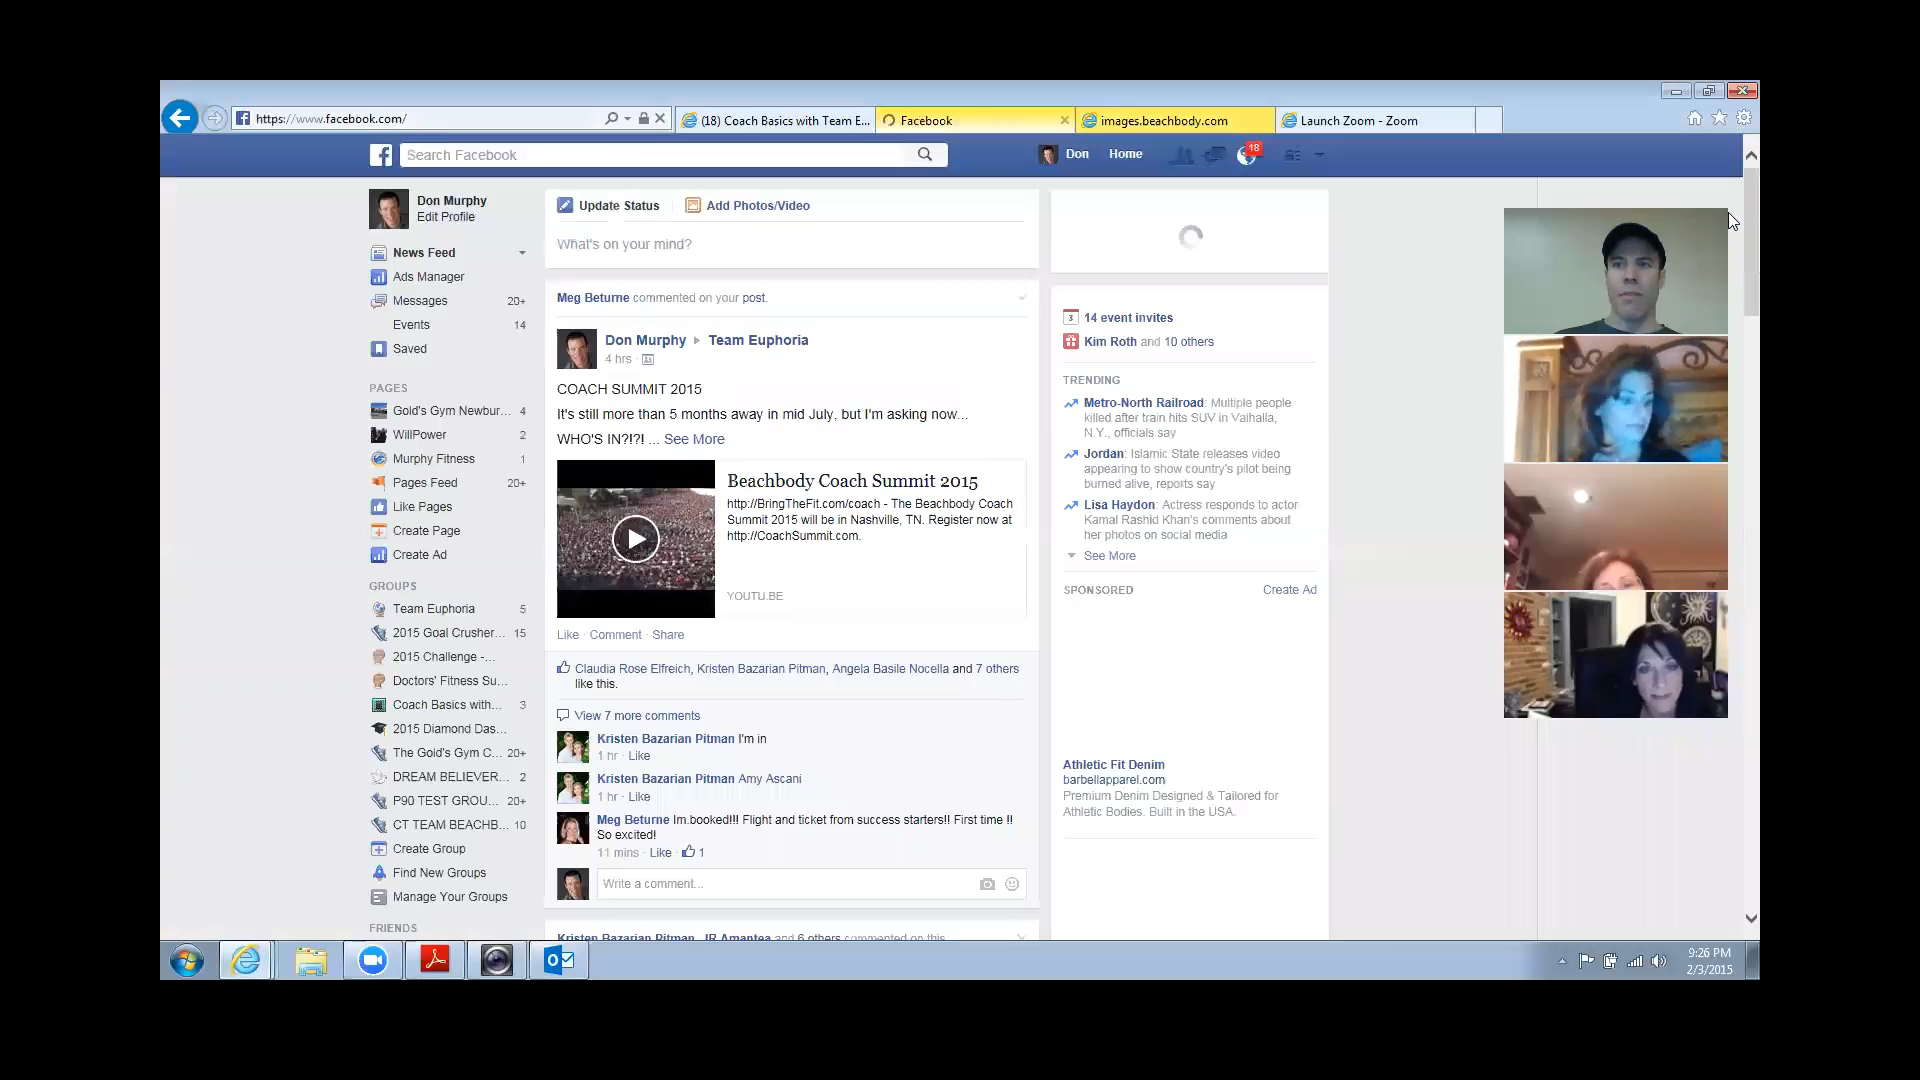 https://www.facebook.com/
(18) Coach Basics with Team E...
Facebook
images.beachbody.com
Launch Zoom - Zoom
Search Facebook
Don
Home
18
Don Murphy
Edit Profile
News Feed
Ads Manager
Messages 20+
Events 14
Saved
PAGES
Gold's Gym Newbur... 4
WillPower 2
Murphy Fitness 1
Pages Feed 20+
Like Pages
Create Page
Create Ad
GROUPS
Team Euphoria 5
2015 Goal Crusher... 15
2015 Challenge -...
Doctors' Fitness Su...
Coach Basics with... 3
2015 Diamond Das...
The Gold's Gym C... 20+
DREAM BELIEVER... 2
P90 TEST GROU... 20+
CT TEAM BEACHB... 10
Create Group
Find New Groups
Manage Your Groups
FRIENDS
Update Status
Add Photos/Video
What's on your mind?
Meg Beturne commented on your post.
Don Murphy ▸ Team Euphoria
4 hrs ·
COACH SUMMIT 2015
It's still more than 5 months away in mid July, but I'm asking now...
WHO'S IN?!?! ... See More
Beachbody Coach Summit 2015
http://BringTheFit.com/coach - The Beachbody Coach
Summit 2015 will be in Nashville, TN. Register now at
http://CoachSummit.com.
YOUTU.BE
Like · Comment · Share
Claudia Rose Elfreich, Kristen Bazarian Pitman, Angela Basile Nocella and 7 others
like this.
View 7 more comments
Kristen Bazarian Pitman I'm in
1 hr · Like
Kristen Bazarian Pitman Amy Ascani
1 hr · Like
Meg Beturne Im.booked!!! Flight and ticket from success starters!! First time !!
So excited!
11 mins · Like · 1
Write a comment...
Kristen Bazarian Pitman, JR Amantea and 6 others commented on this.
3
14 event invites
Kim Roth and 10 others
TRENDING
Metro-North Railroad: Multiple people
killed after train hits SUV in Valhalla,
N.Y., officials say
Jordan: Islamic State releases video
appearing to show country's pilot being
burned alive, reports say
Lisa Haydon: Actress responds to actor
Kamal Rashid Khan's comments about
her photos on social media
See More
SPONSORED
Create Ad
Athletic Fit Denim
barbellapparel.com
Premium Denim Designed & Tailored for
Athletic Bodies. Built in the USA.
9:26 PM
2/3/2015